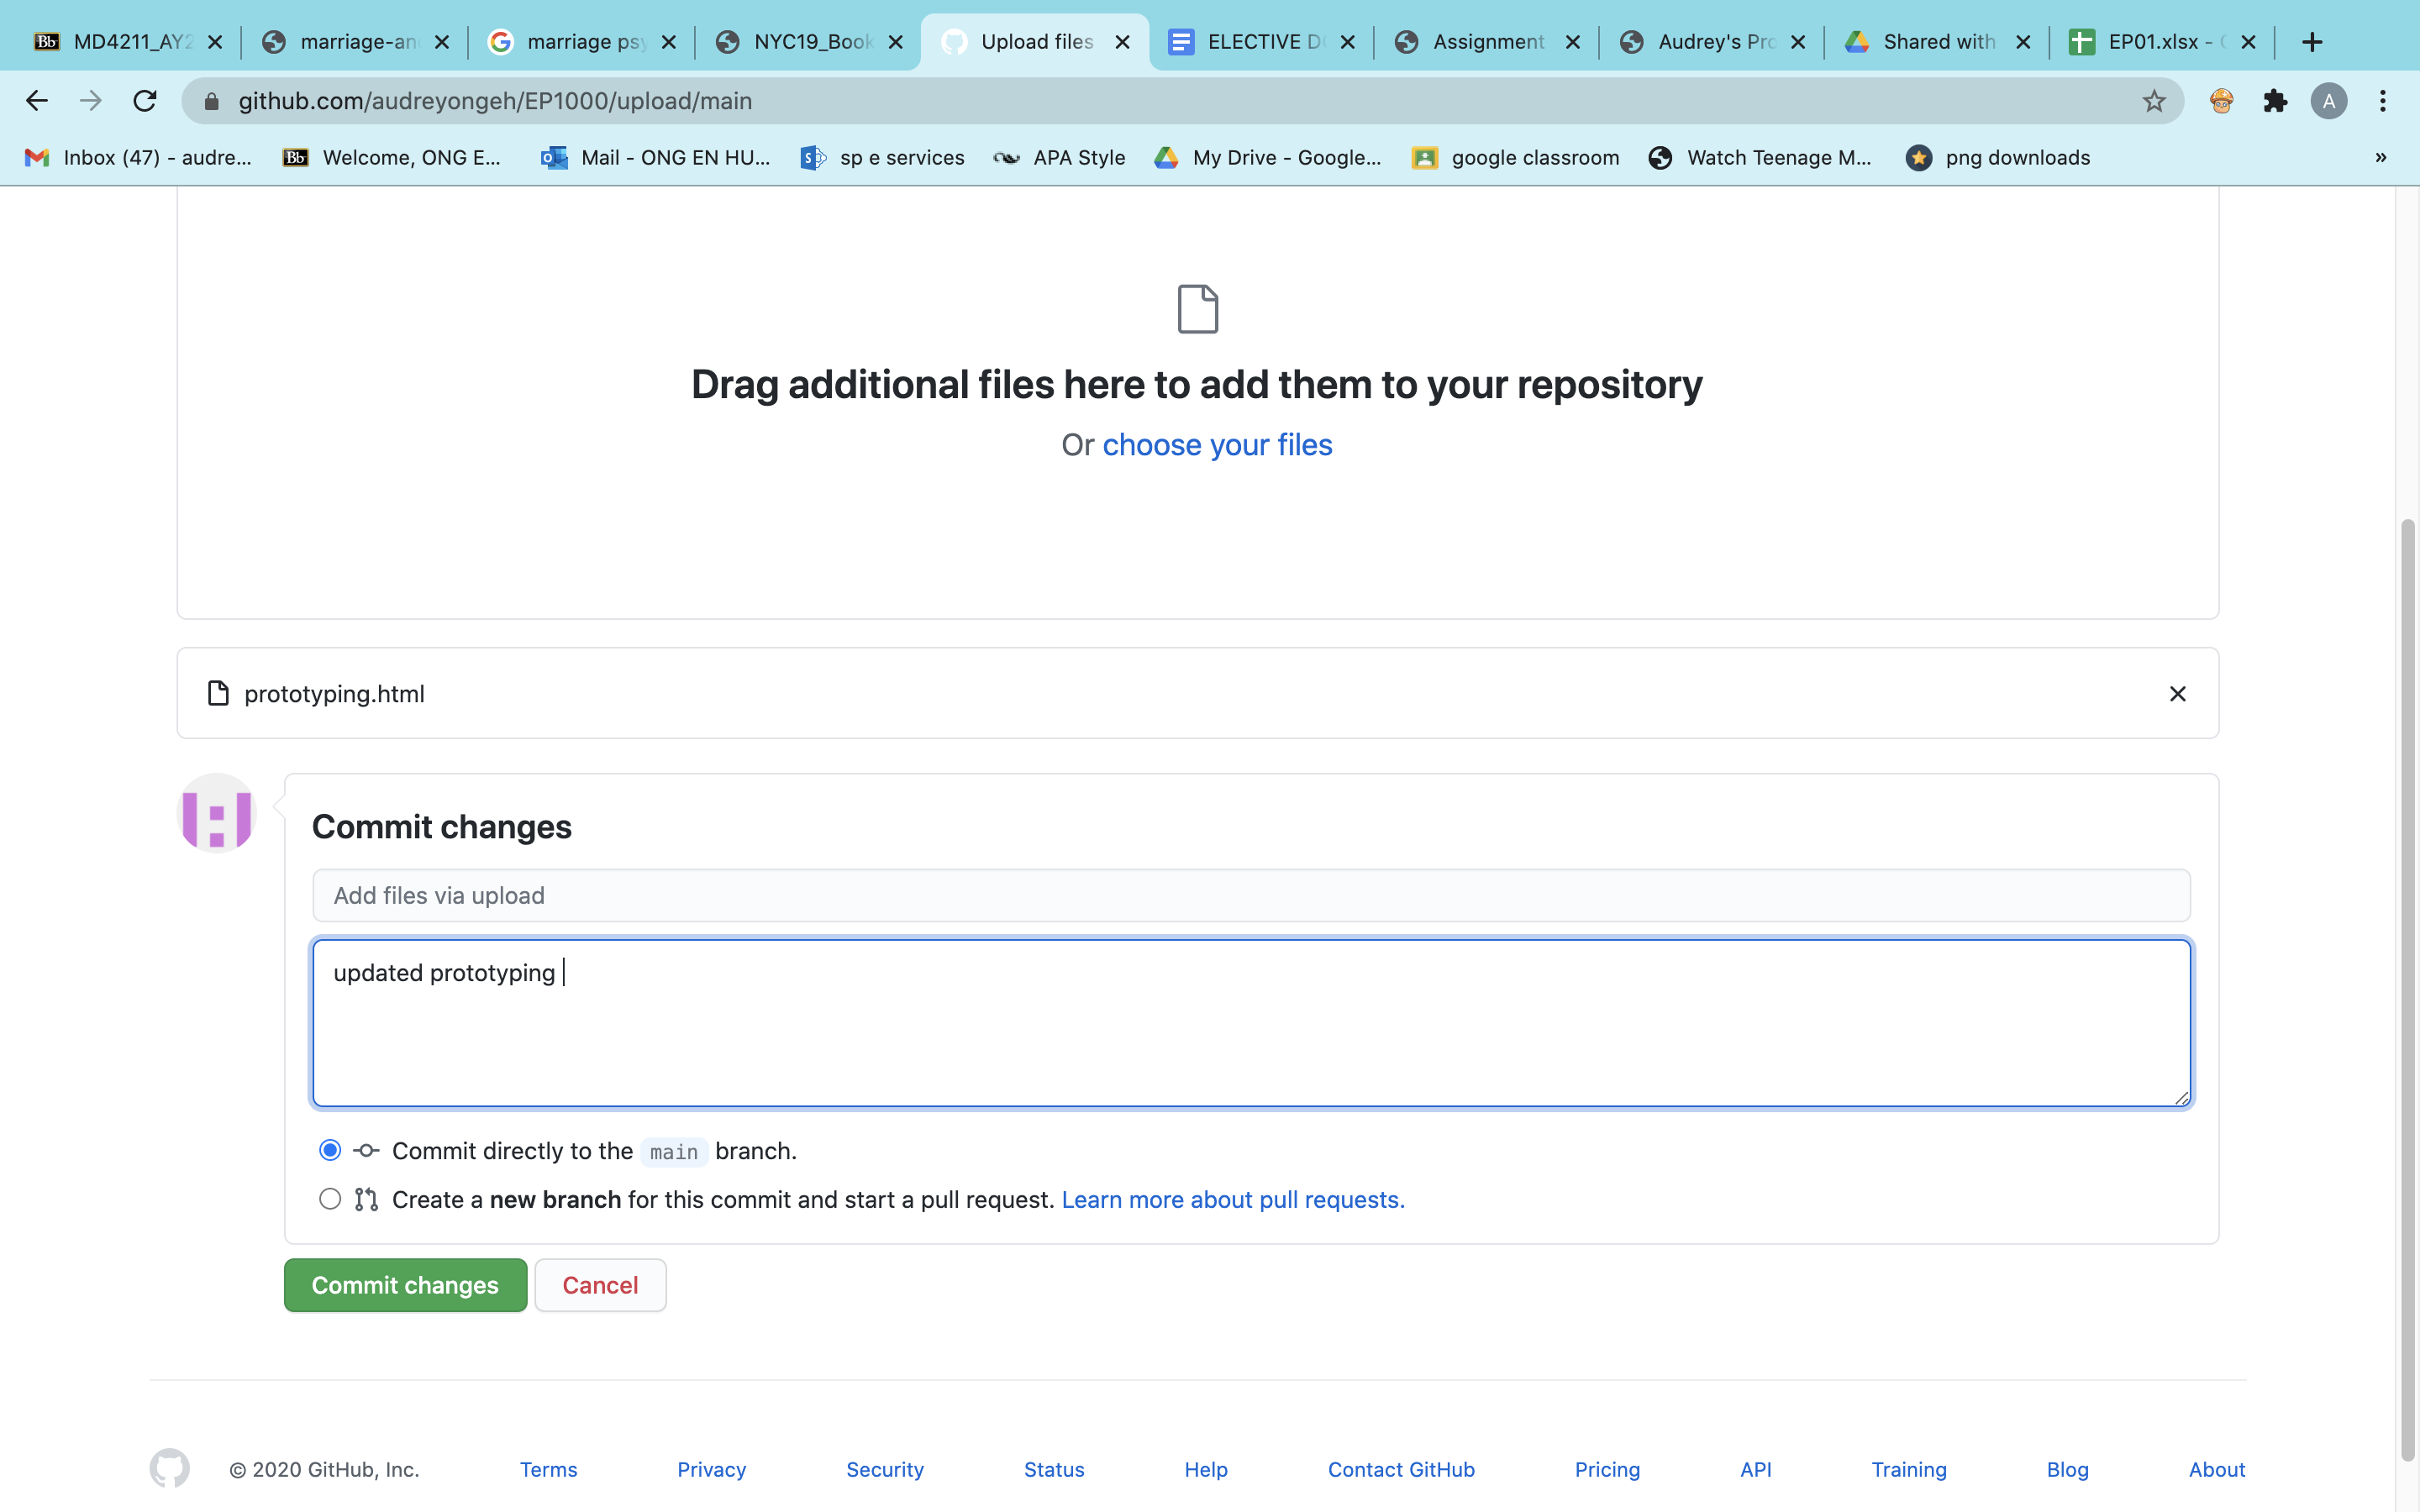 Bb MD4211_AY2 marriage-an marriage psy NYC19_Book Upload files ELECTIVE D Assignment Audrey's Pro Shared with EP01.xlsx -
github.com/audreyongeh/EP1000/upload/main A
Inbox (47) - audre... Bb Welcome, ONG E... Mail - ONG EN HU... sp e services APA Style My Drive - Google... google classroom Watch Teenage M... png downloads »
Drag additional files here to add them to your repository
Or choose your files
prototyping.html
Commit changes
Add files via upload
updated prototyping
Commit directly to the main branch.
Create a new branch for this commit and start a pull request. Learn more about pull requests.
Commit changes Cancel
© 2020 GitHub, Inc. Terms Privacy Security Status Help Contact GitHub Pricing API Training Blog About